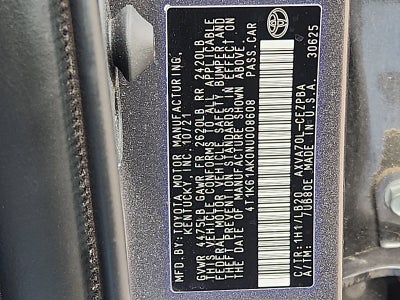 MFD.BY:TOYOTA MOTOR MANUFACTURING,
KENTUCKY, INC. 10/21
GVWR 4475LB GAWR FR 2620LB RR 2420LB
THIS VEHICLE CONFORMS TO ALL APPLICABLE
FEDERAL MOTOR VEHICLE SAFETY, BUMPER, AND
THEFT PREVENTION STANDARDS IN EFFECT ON
THE DATE OF MANUFACTURE SHOWN ABOVE.
4T1K61AK0NU008608 PASS.CAR
30625
C/TR:1H1/LB20 AXVA70L-CEZPBA
A/TM: /UB80E MADE IN U.S.A.